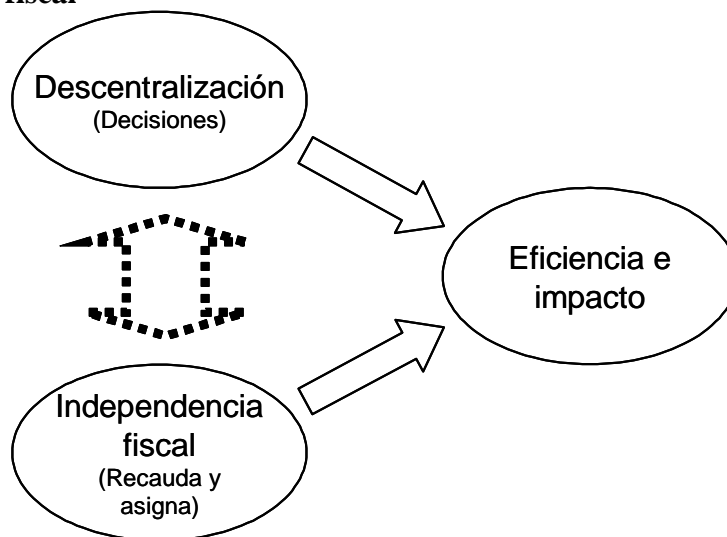 fiscal
Descentralización
(Decisiones)
Eficiencia e
impacto
Independencia
fiscal
(Recauda y
asigna)